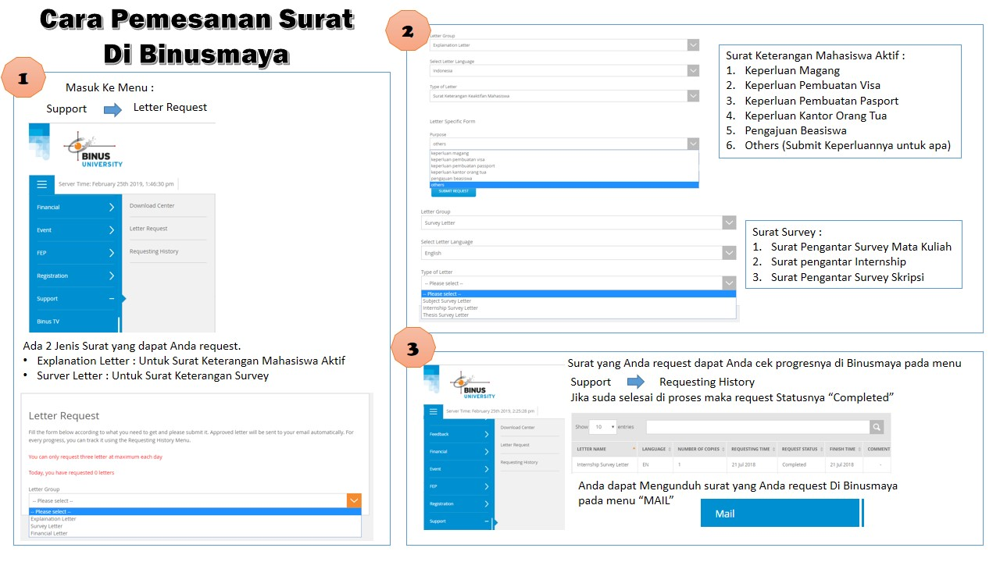 Cara Pemesanan Surat
Di Binusmaya
1
Masuk Ke Menu :
Support
Letter Request
BINUS
UNIVERSITY
Server Time: February 25th 2019, 1:46:30 pm
Financial
Event
FEP
Registration
Support
Binus TV
Download Center
Letter Request
Requesting History
Ada 2 Jenis Surat yang dapat Anda request.
• Explanation Letter : Untuk Surat Keterangan Mahasiswa Aktif
• Surver Letter : Untuk Surat Keterangan Survey
Letter Request
Fill the form below according to what you need to get and please submit it. Approved letter will be sent to your email automatically. For
every progress, you can track it using the Requesting History Menu.
You can only request three letter at maximum each day
Today, you have requested 0 letters
Letter Group
-- Please select --
-- Please select --
Explaination Letter
Survey Letter
Financial Letter
2
Letter Group
Explanation Letter
Select Letter Language
Indonesia
Type of Letter
Surat Keterangan Keaktifan Mahasiswa
Letter Specific Form
Purpose
others
keperluan magang
keperluan pembuatan visa
keperluan pembuatan passport
keperluan kantor orang tua
pengajuan beasiswa
others
SUBMIT REQUEST
Surat Keterangan Mahasiswa Aktif :
1. Keperluan Magang
2. Keperluan Pembuatan Visa
3. Keperluan Pembuatan Pasport
4. Keperluan Kantor Orang Tua
5. Pengajuan Beasiswa
6. Others (Submit Keperluannya untuk apa)
Letter Group
Survey Letter
Select Letter Language
English
Type of Letter
-- Please select --
-- Please select --
Subject Survey Letter
Internship Survey Letter
Thesis Survey Letter
Surat Survey :
1. Surat Pengantar Survey Mata Kuliah
2. Surat pengantar Internship
3. Surat Pengantar Survey Skripsi
3
BINUS
UNIVERSITY
Server Time: February 25th 2019, 2:25:28 pm
Feedback
Financial
Event
FEP
Registration
Support
Download Center
Letter Request
Requesting History
Surat yang Anda request dapat Anda cek progresnya di Binusmaya pada menu
Support
Requesting History
Jika suda selesai di proses maka request Statusnya “Completed”
Show 10 entries
LETTER NAME LANGUAGE NUMBER OF COPIES REQUESTING TIME REQUEST STATUS FINISH TIME COMMENT
Internship Survey Letter EN 1 21 Jul 2018 Completed 21 Jul 2018 -
Anda dapat Mengunduh surat yang Anda request Di Binusmaya
pada menu “MAIL”
Mail